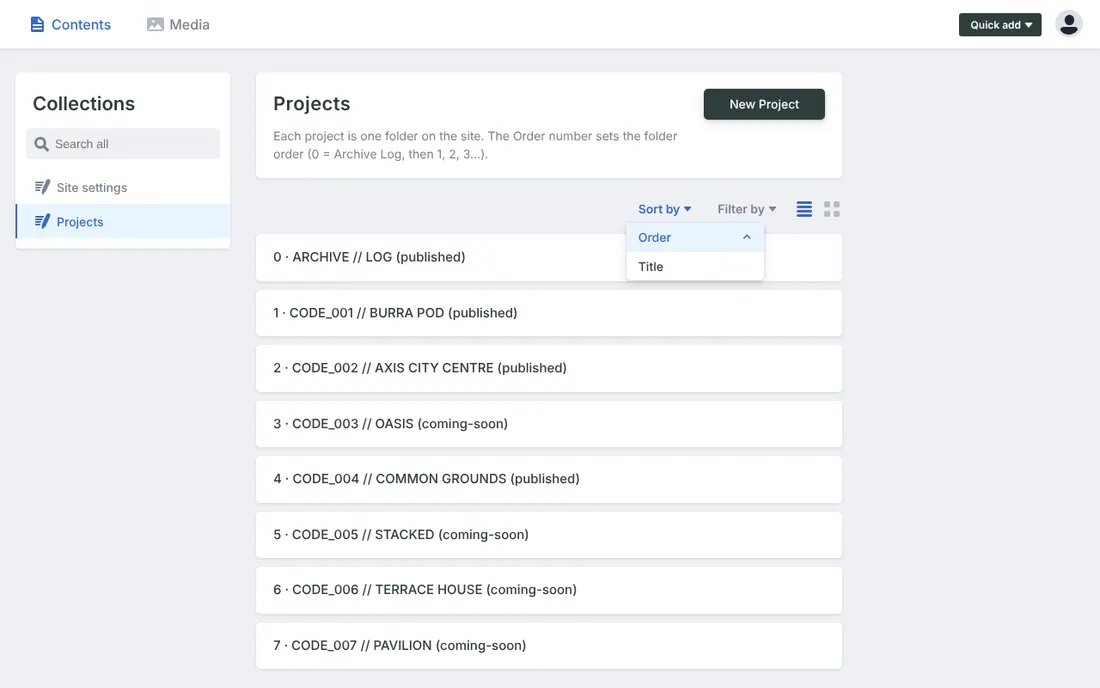 Contents
Media
Quick add
Collections
Search all
Site settings
Projects
Projects
New Project
Each project is one folder on the site. The Order number sets the folder
order (0 = Archive Log, then 1, 2, 3...).
Sort by
Filter by
Order
Title
0 · ARCHIVE // LOG (published)
1 · CODE_001 // BURRA POD (published)
2 · CODE_002 // AXIS CITY CENTRE (published)
3 · CODE_003 // OASIS (coming-soon)
4 · CODE_004 // COMMON GROUNDS (published)
5 · CODE_005 // STACKED (coming-soon)
6 · CODE_006 // TERRACE HOUSE (coming-soon)
7 · CODE_007 // PAVILION (coming-soon)